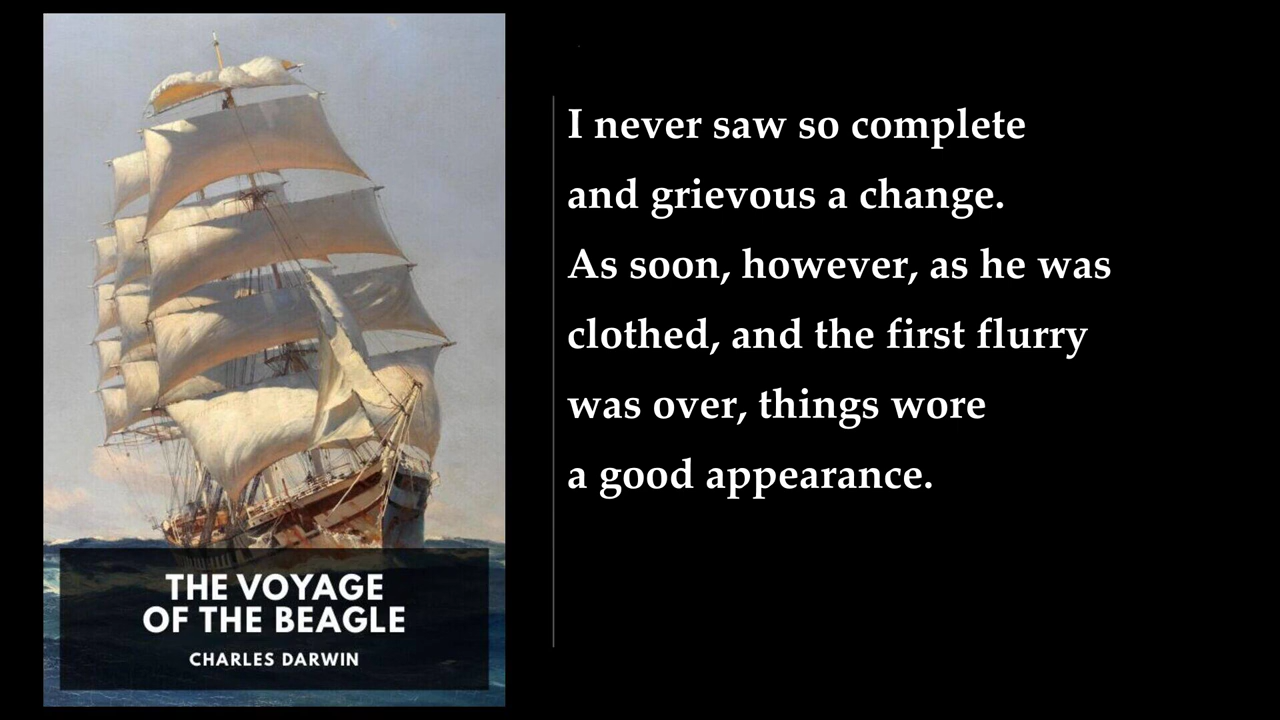 I never saw so complete
and grievous a change.
As soon, however, as he was
clothed, and the first flurry
was over, things wore
a good appearance.
THE VOYAGE
OF THE BEAGLE
CHARLES DARWIN